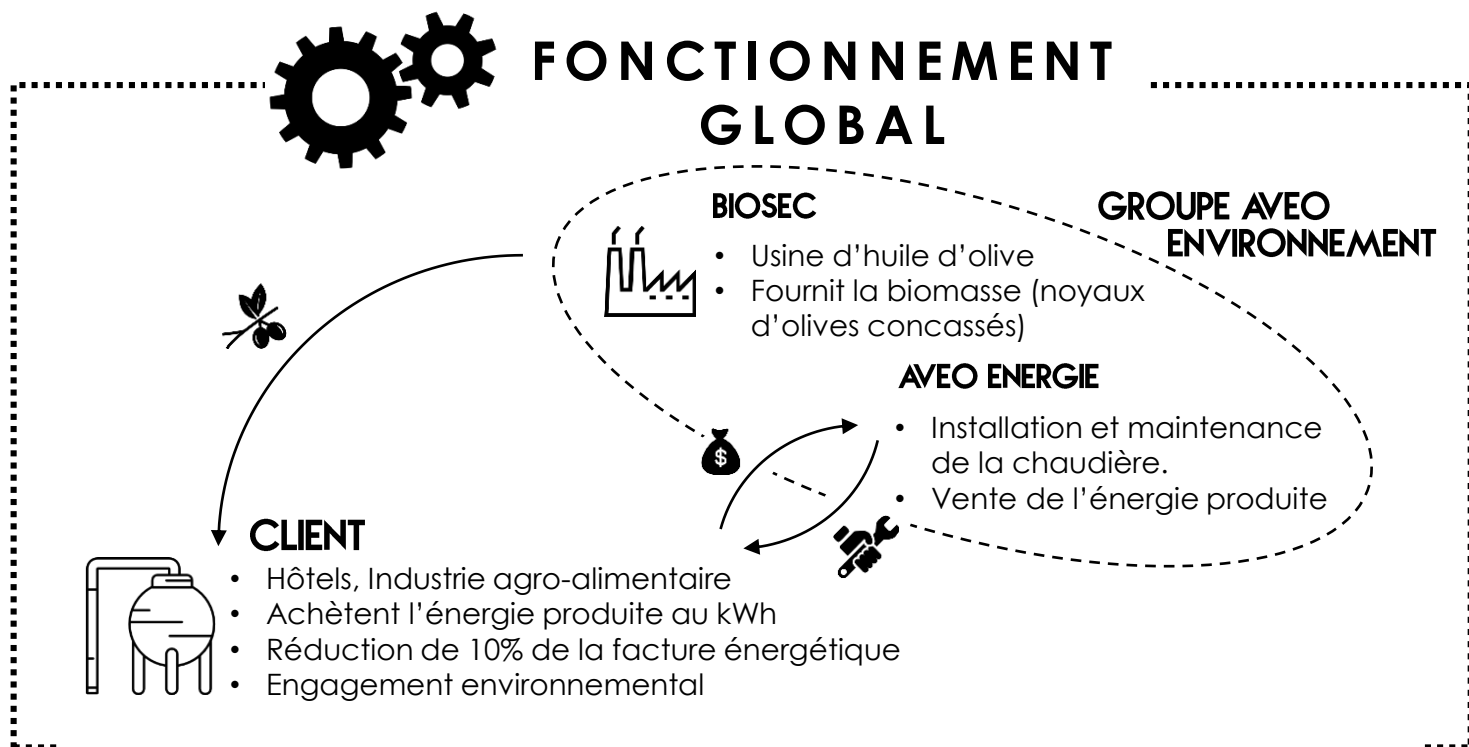 FONCTIONNEMENT
GLOBAL
BIOSEC
• Usine d’huile d’olive
• Fournit la biomasse (noyaux
d’olives concassés)
GROUPE AVEO
ENVIRONNEMENT
AVEO ENERGIE
• Installation et maintenance
de la chaudière.
• Vente de l’énergie produite
$
CLIENT
• Hôtels, Industrie agro-alimentaire
• Achètent l’énergie produite au kWh
• Réduction de 10% de la facture énergétique
• Engagement environnemental